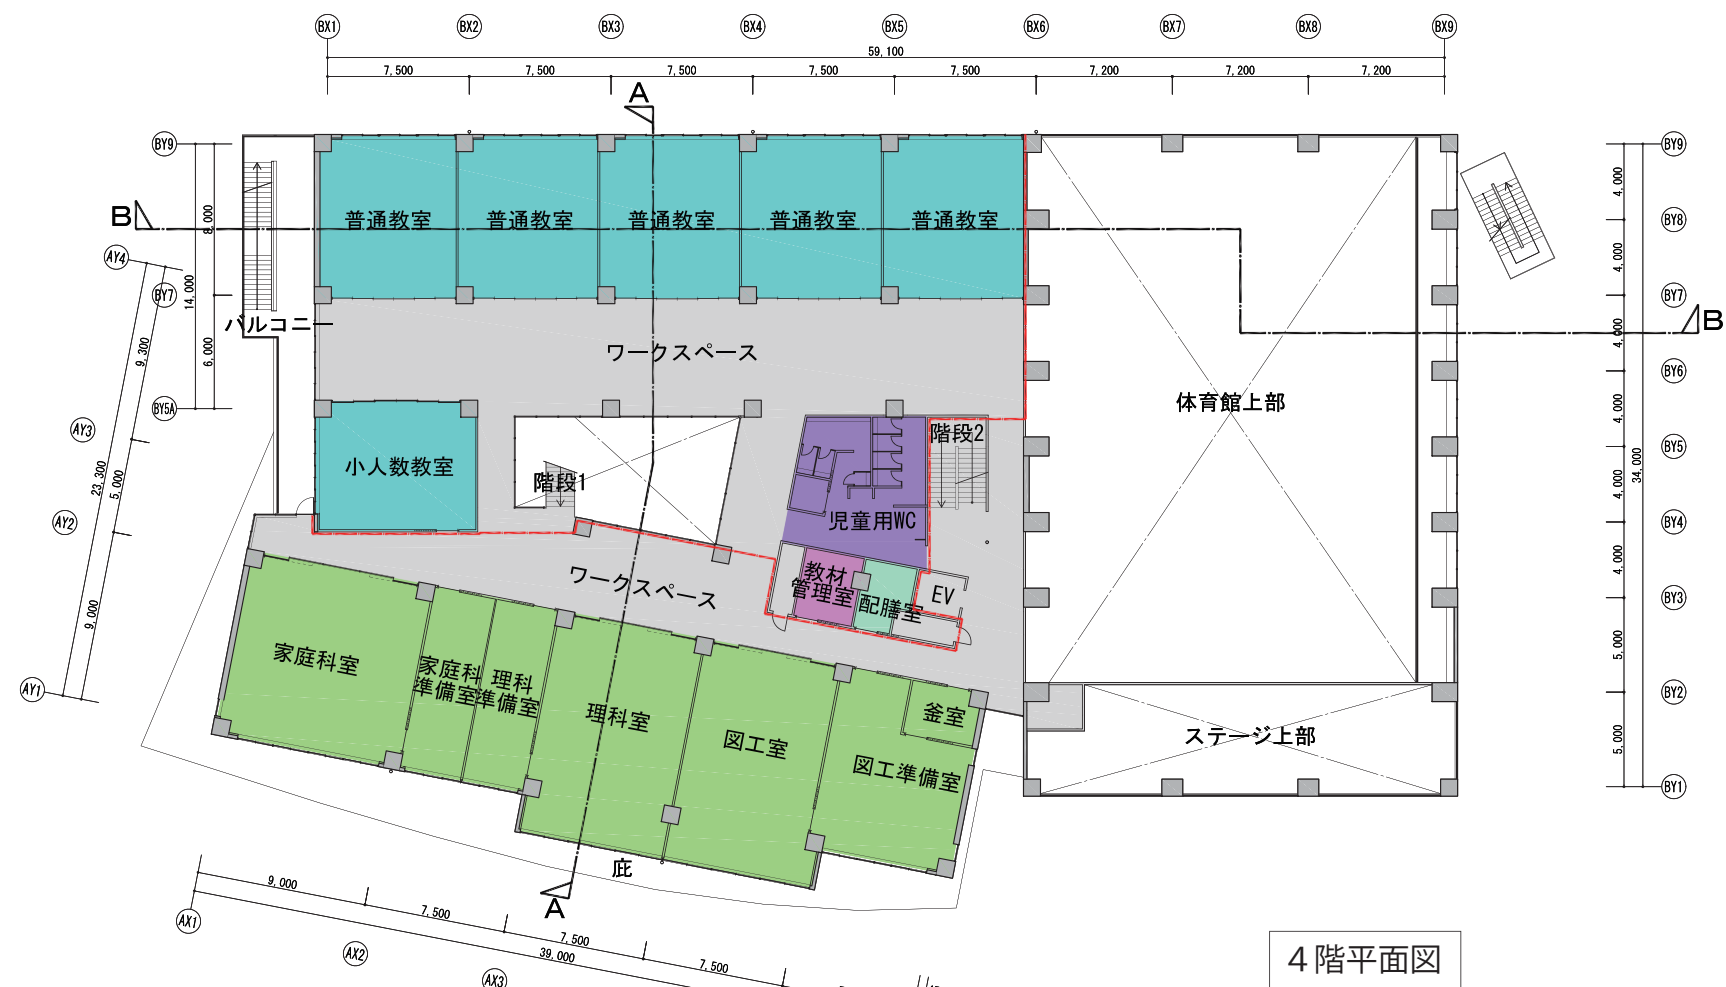 BX1 BX2 BX3 BX4 BX5 BX6 BX7 BX8 BX9
59,100
7,500 7,500 7,500 7,500 7,500 7,200 7,200 7,200
A
BY9 BY9
4,000
B 普通教室 普通教室 普通教室 普通教室 普通教室 BY8
8,000
AY4 4,000
BY7 14,000 BY7
バルコニー B
4,000
9,300 6,000 ワークスペース
BY6
体育館上部
BY5A 4,000
AY3 階段2 BY5
小人数教室 34,000
23,300 5,000 階段1 4,000
AY2 児童用WC BY4
4,000
ワークスペース 教材
管理室 配膳室 EV BY3
9,000
5,000
家庭科室 家庭科
準備室 理科
準備室
AY1 BY2
理科室 釜室
図工室 ステージ上部 5,000
図工準備室
BY1
庇
9,000
A
AX1 7,500
7,500
AX2 39,000 7,500
AX3
4階平面図